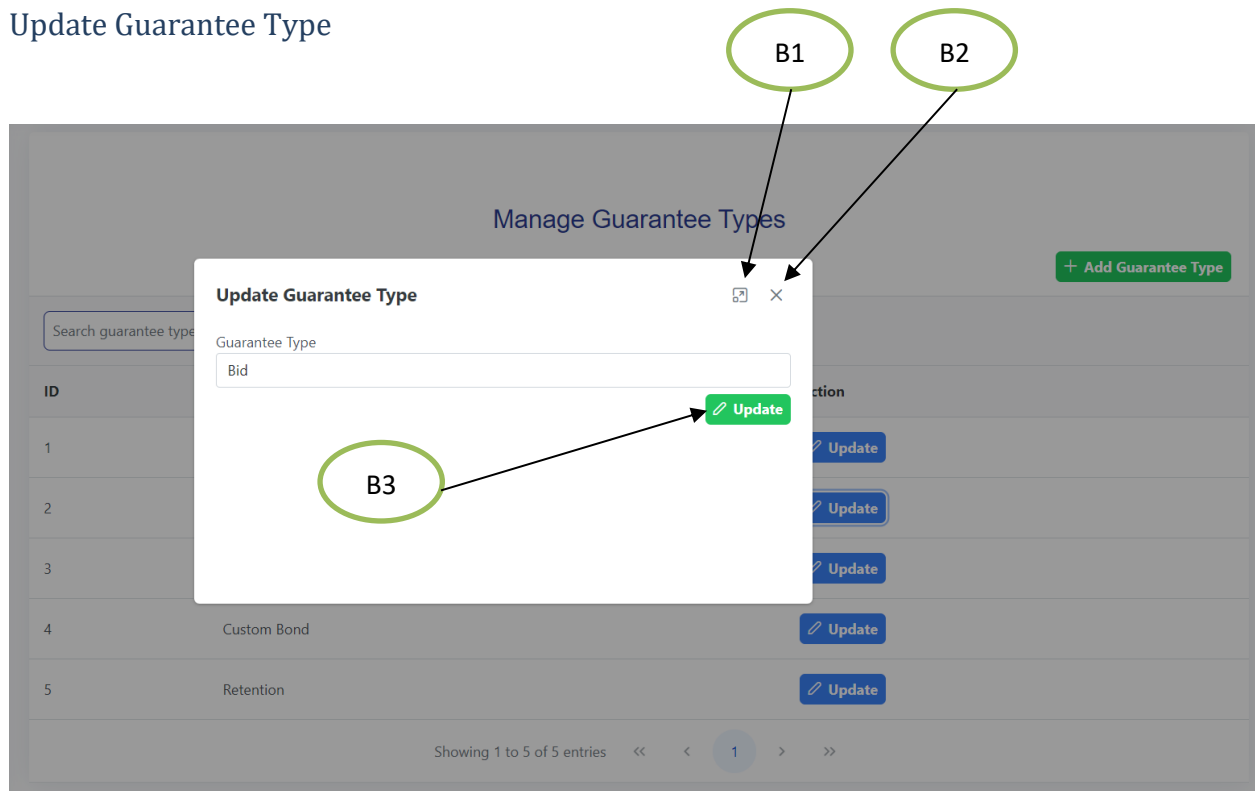 Update Guarantee Type
B1 B2
Manage Guarantee Types
+ Add Guarantee Type
Update Guarantee Type
Search guarantee type
Guarantee Type
Bid
ID ction
Update
1 Update
B3
2 Update
3 Update
4 Custom Bond Update
5 Retention Update
Showing 1 to 5 of 5 entries << < 1 > >>